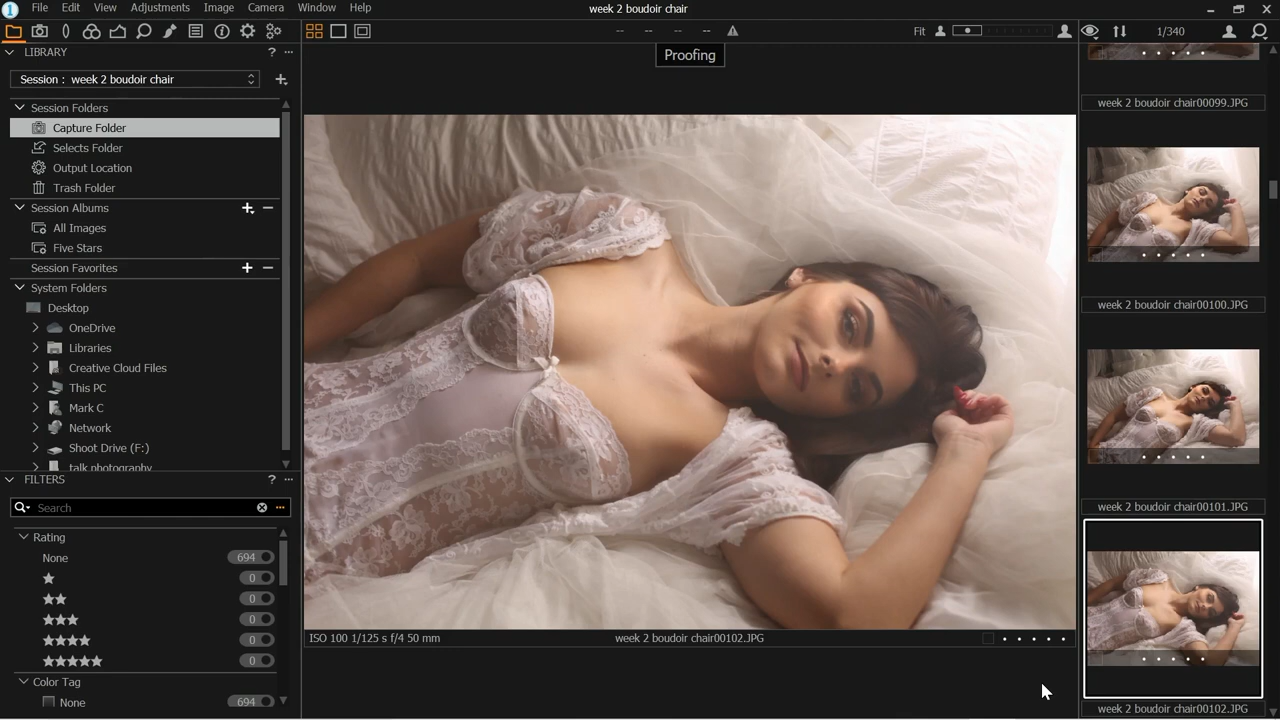 File Edit View Adjustments Image Camera Window Help
week 2 boudoir chair
Fit
1/340
Proofing
LIBRARY
?
Session : week 2 boudoir chair
Session Folders
Capture Folder
Selects Folder
Output Location
Trash Folder
Session Albums
All Images
Five Stars
Session Favorites
System Folders
Desktop
OneDrive
Libraries
Creative Cloud Files
This PC
Mark C
Network
Shoot Drive (F:)
talk photography
FILTERS
?
Search
Rating
None 694
0
0
0
0
0
Color Tag
None 694
ISO 100 1/125 s f/4 50 mm
week 2 boudoir chair00102.JPG
week 2 boudoir chair00099.JPG
week 2 boudoir chair00100.JPG
week 2 boudoir chair00101.JPG
week 2 boudoir chair00102.JPG